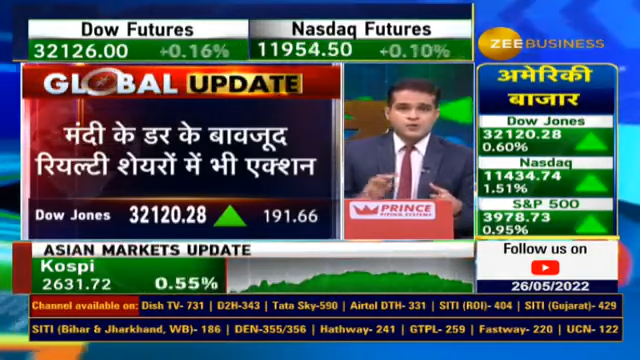 Dow Futures
32126.00 +0.16%
Nasdaq Futures
11954.50 +0.10%
ZEE BUSINESS
GLOBAL UPDATE
मंदी के डर के बावजूद
रियल्टी शेयरों में भी एक्शन
Dow Jones 32120.28 191.66
PRINCE
PIPING SYSTEMS
अमेरिकी
बाजार
Dow Jones
32120.28
0.60%
Nasdaq
11434.74
1.51%
S&P 500
3978.73
0.95%
ASIAN MARKETS UPDATE
Kospi
2631.72 0.55%
Follow us on
26/05/2022
Channel available on: Dish TV- 731 | D2H-343 | Tata Sky-590 | Airtel DTH- 331 | SITI (ROI)- 404 | SITI (Gujarat)- 429
SITI (Bihar & Jharkhand, WB)- 186 | DEN-355/356 | Hathway- 241 | GTPL- 259 | Fastway- 220 | UCN- 122